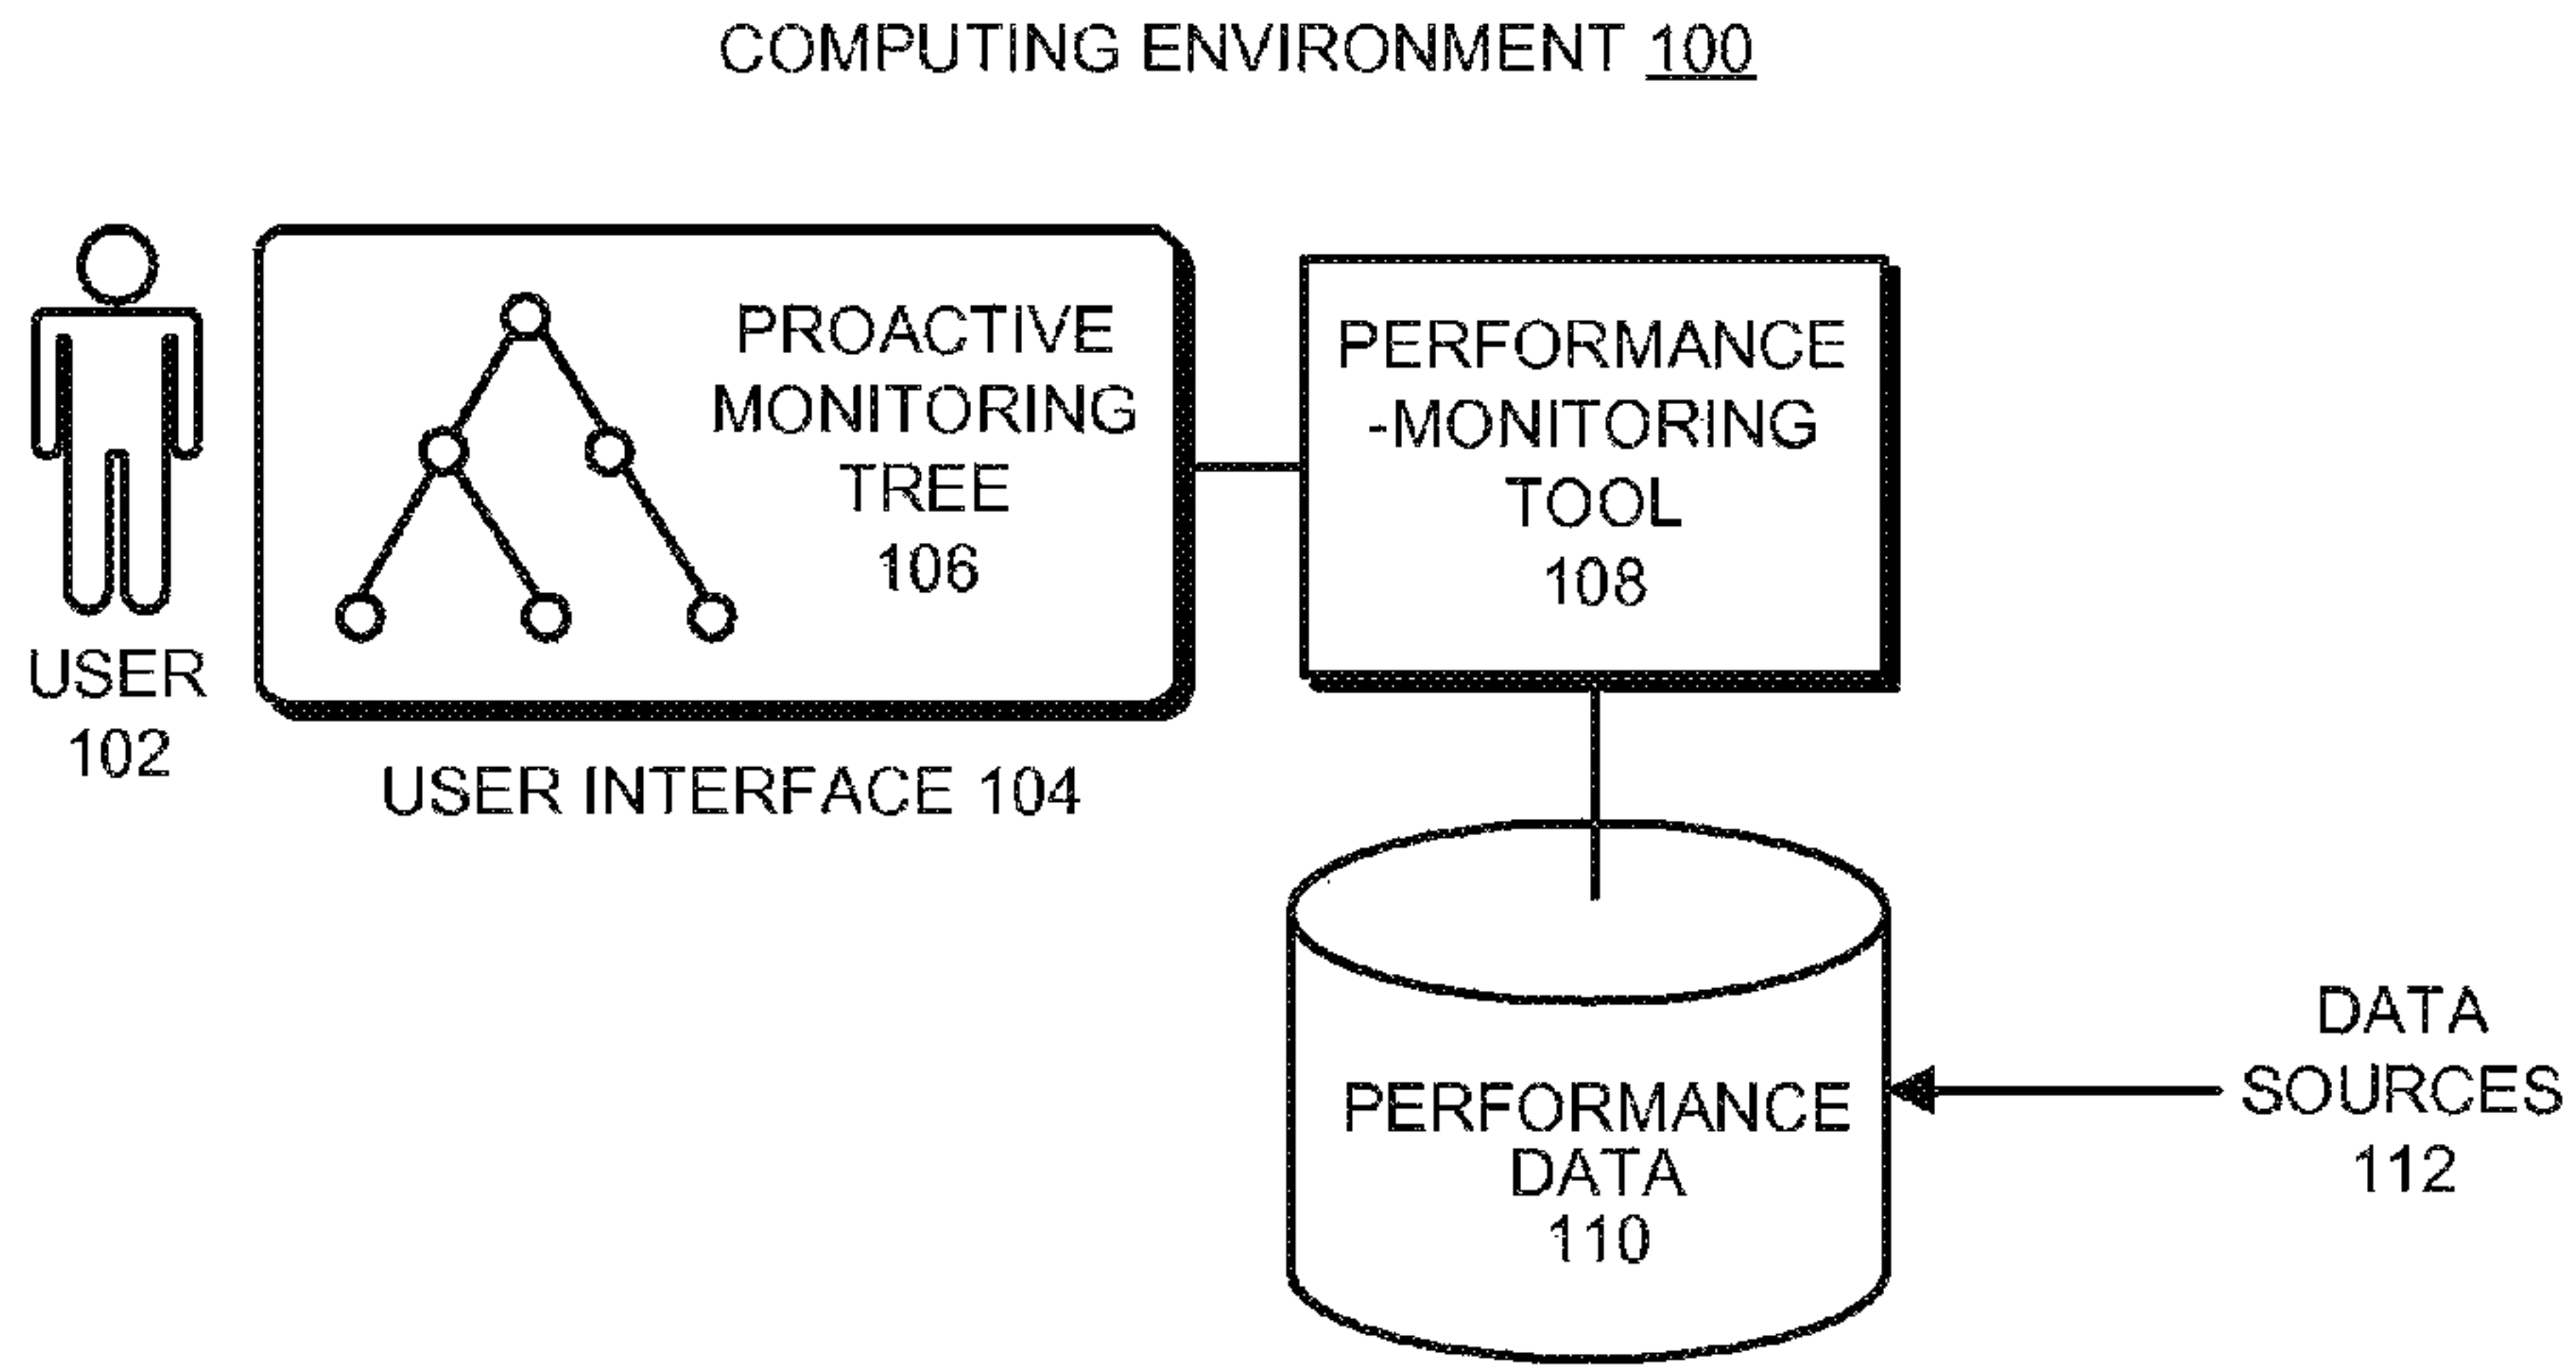 COMPUTING ENVIRONMENT 100
PROACTIVE
MONITORING
TREE
106
PERFORMANCE
-MONITORING
TOOL
108
USER
102
USER INTERFACE 104
PERFORMANCE
DATA
110
DATA
SOURCES
112